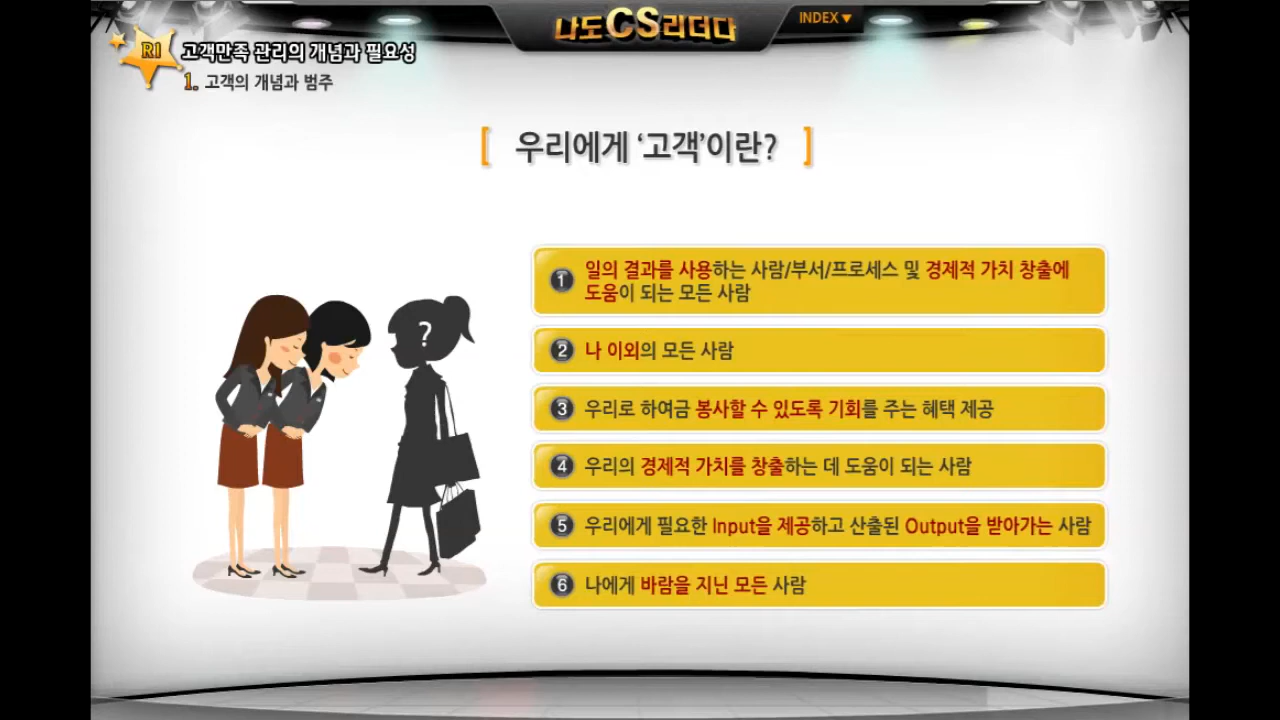 나도CS리더다
INDEX ▼
R1
고객만족 관리의 개념과 필요성
1. 고객의 개념과 범주
[ 우리에게 ‘고객’이란? ]
?
1 일의 결과를 사용하는 사람/부서/프로세스 및 경제적 가치 창출에
도움이 되는 모든 사람
2 나 이외의 모든 사람
3 우리로 하여금 봉사할 수 있도록 기회를 주는 혜택 제공
4 우리의 경제적 가치를 창출하는 데 도움이 되는 사람
5 우리에게 필요한 Input을 제공하고 산출된 Output을 받아가는 사람
6 나에게 바람을 지닌 모든 사람